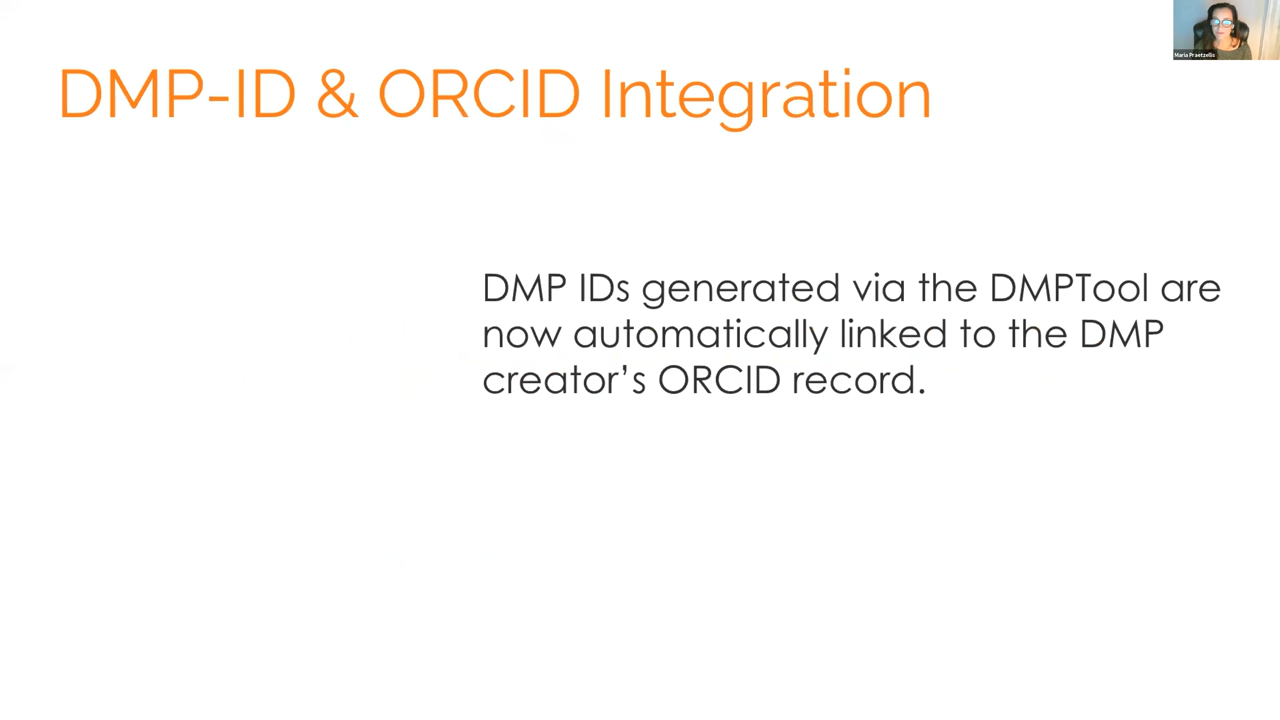 DMP-ID & ORCID Integration
Maria Praetzellis
DMP IDs generated via the DMPTool are
now automatically linked to the DMP
creator’s ORCID record.